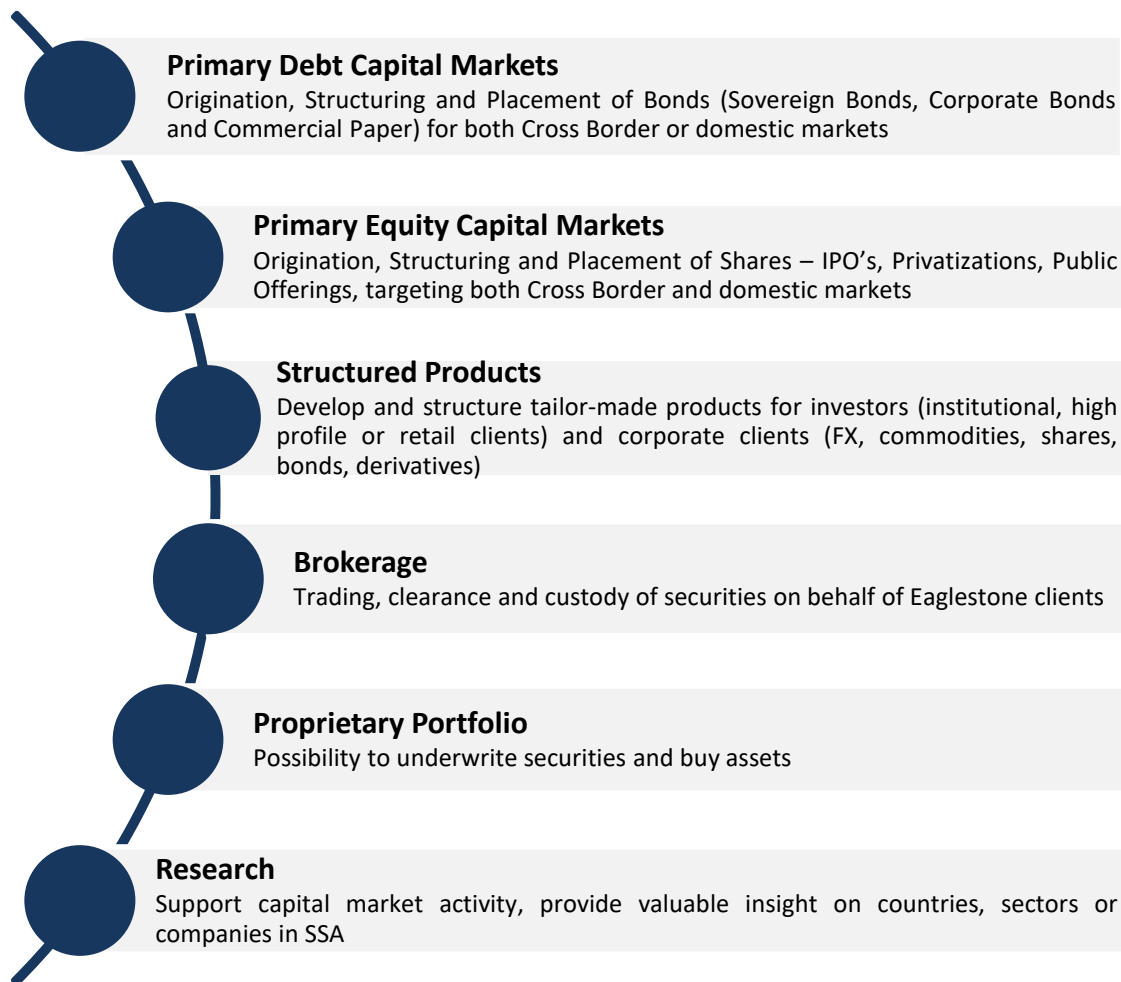 Primary Debt Capital Markets
Origination, Structuring and Placement of Bonds (Sovereign Bonds, Corporate Bonds
and Commercial Paper) for both Cross Border or domestic markets
Primary Equity Capital Markets
Origination, Structuring and Placement of Shares – IPO’s, Privatizations, Public
Offerings, targeting both Cross Border and domestic markets
Structured Products
Develop and structure tailor-made products for investors (institutional, high
profile or retail clients) and corporate clients (FX, commodities, shares,
bonds, derivatives)
Brokerage
Trading, clearance and custody of securities on behalf of Eaglestone clients
Proprietary Portfolio
Possibility to underwrite securities and buy assets
Research
Support capital market activity, provide valuable insight on countries, sectors or
companies in SSA